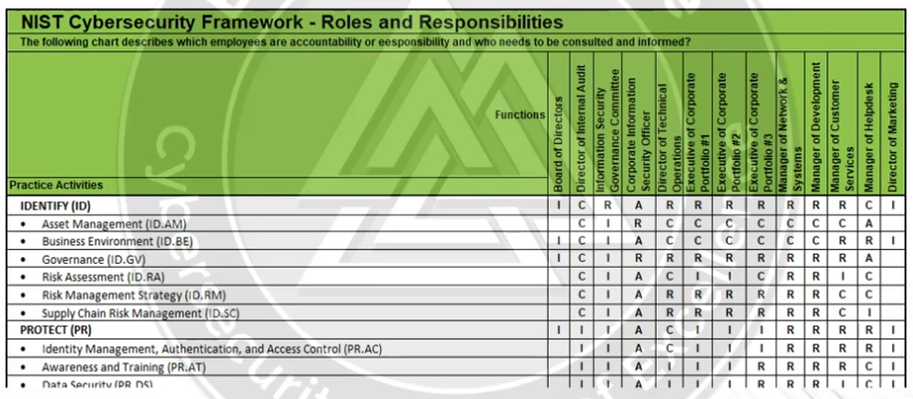 NIST Cybersecurity Framework - Roles and Responsibilities
The following chart describes which employees are accountability or eesponsibility and who needs to be consulted and informed?
Functions
Board of Directors
Director of Internal Audit
Information Security
Governance Committee
Corporate Information
Security Officer
Director of Technical
Operations
Executive of Corporate
Portfolio #1
Executive of Corporate
Portfolio #2
Executive of Corporate
Portfolio #3
Manager of Network &
Systems
Manager of Development
Manager of Customer
Services
Manager of Helpdesk
Director of Marketing
Practice Activities
IDENTIFY (ID) I C R A R R R R R R R C I
• Asset Management (ID.AM) C I R C C C C C C C A
• Business Environment (ID.BE) I C I A C C C C C C R R I
• Governance (ID.GV) I C I R R R R R R R R A
• Risk Assessment (ID.RA) C I A C I I C R R I C
• Risk Management Strategy (ID.RM) C I A R R R R R R C C
• Supply Chain Risk Management (ID.SC) C I A R R R R R R C I
PROTECT (PR) I I I A C I I I R R R R I
• Identity Management, Authentication, and Access Control (PR.AC) I I A C I I I R R R R I
• Awareness and Training (PR.AT) I I A I I I R R R R C I
• Data Security (PR.DS) I I A I I I R R R I C I